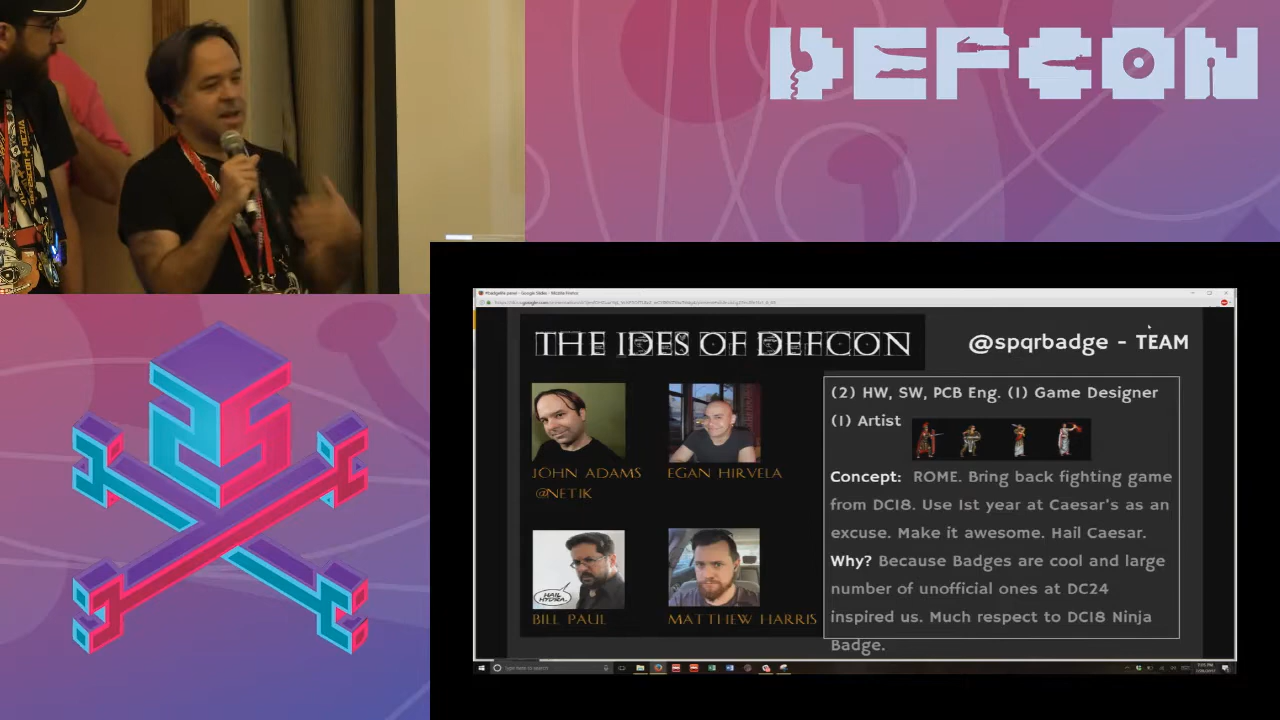 DEFCON
THE IDES OF DEFCON
@spqrbadge - TEAM
JOHN ADAMS
@NETIK
EGAN HIRVELA
HAIL HYDRA.
BILL PAUL
MATTHEW HARRIS
(2) HW, SW, PCB Eng. (1) Game Designer
(1) Artist
Concept: ROME. Bring back fighting game
from DC18. Use 1st year at Caesar's as an
excuse. Make it awesome. Hail Caesar.
Why? Because Badges are cool and large
number of unofficial ones at DC24
inspired us. Much respect to DC18 Ninja
Badge.